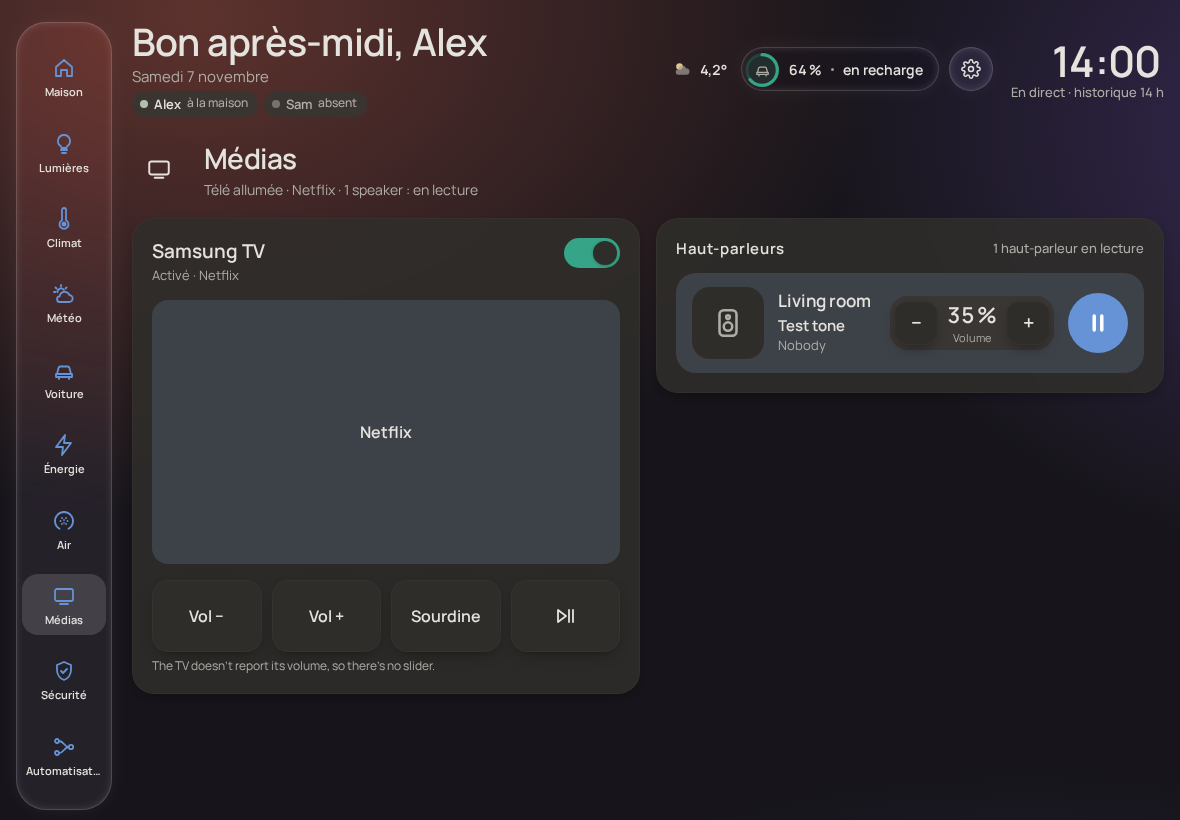 Bon après-midi, Alex
Samedi 7 novembre
Alex à la maison
Sam absent
4,2°
64 % · en recharge
14:00
En direct · historique 14 h
Maison
Lumières
Climat
Météo
Voiture
Énergie
Air
Médias
Sécurité
Automatisat…
Médias
Télé allumée · Netflix · 1 speaker : en lecture
Samsung TV
Activé · Netflix
Netflix
Vol −
Vol +
Sourdine
The TV doesn't report its volume, so there's no slider.
Haut-parleurs
1 haut-parleur en lecture
Living room
Test tone
Nobody
−
35 %
Volume
+